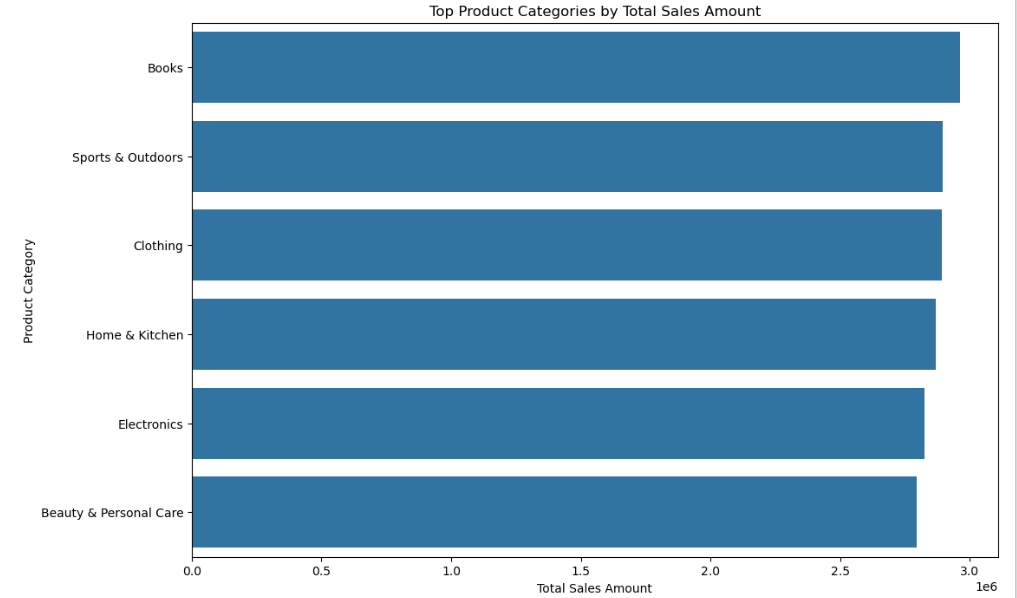 Top Product Categories by Total Sales Amount
Product Category
Books
Sports & Outdoors
Clothing
Home & Kitchen
Electronics
Beauty & Personal Care
0.0 0.5 1.0 1.5 2.0 2.5 3.0
1e6
Total Sales Amount